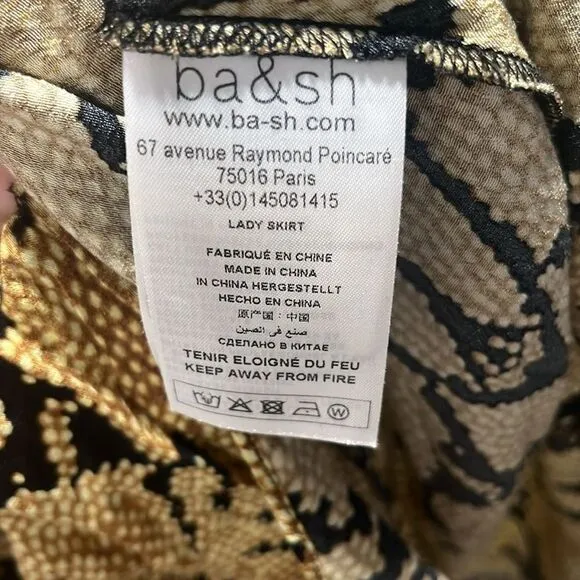 ba&sh
www.ba-sh.com
67 avenue Raymond Poincaré
75016 Paris
+33(0)145081415
LADY SKIRT
FABRIQUÉ EN CHINE
MADE IN CHINA
IN CHINA HERGESTELLT
HECHO EN CHINA
原产国：中国
صنع في الصين
СДЕЛАНО В КИТАЕ
TENIR ELOIGNÉ DU FEU
KEEP AWAY FROM FIRE
W